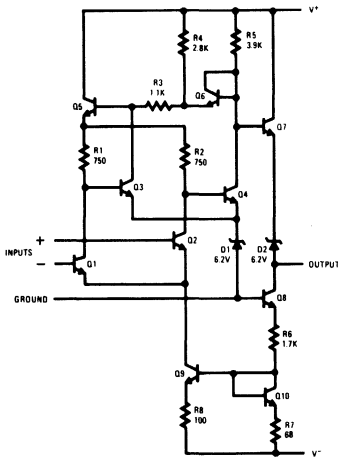 V+
R4
2.8K
R5
3.9K
R3
1.1K
Q6
Q5
Q7
R1
750
R2
750
Q3
Q4
D1
6.2V
D2
6.2V
+
INPUTS
−
Q2
Q1
OUTPUT
GROUND
Q8
R6
1.7K
Q9
Q10
R8
100
R7
68
V−